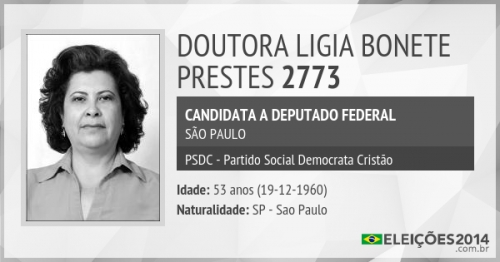 DOUTORA LIGIA BONETE
PRESTES 2773
CANDIDATA A DEPUTADO FEDERAL
SÃO PAULO
PSDC - Partido Social Democrata Cristão
Idade: 53 anos (19-12-1960)
Naturalidade: SP - Sao Paulo
ELEIÇÕES2014
.com.br